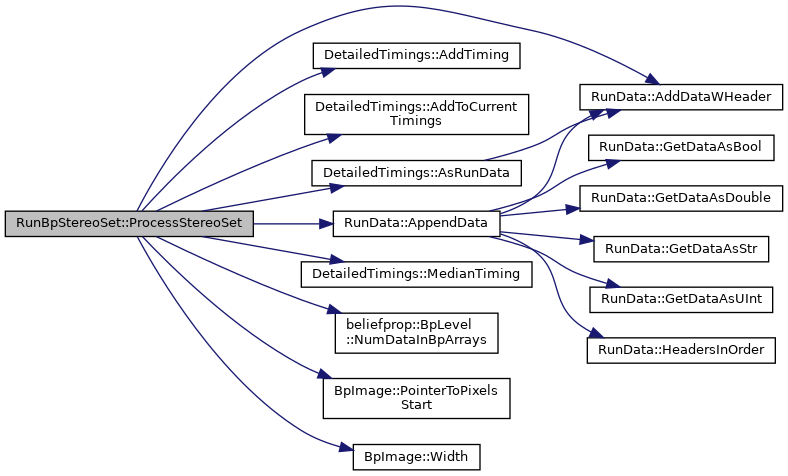 RunBpStereoSet::ProcessStereoSet
DetailedTimings::AddTiming
DetailedTimings::AddToCurrent
Timings
DetailedTimings::AsRunData
RunData::AppendData
DetailedTimings::MedianTiming
beliefprop::BpLevel
::NumDataInBpArrays
BpImage::PointerToPixels
Start
BpImage::Width
RunData::AddDataWHeader
RunData::GetDataAsBool
RunData::GetDataAsDouble
RunData::GetDataAsStr
RunData::GetDataAsUInt
RunData::HeadersInOrder